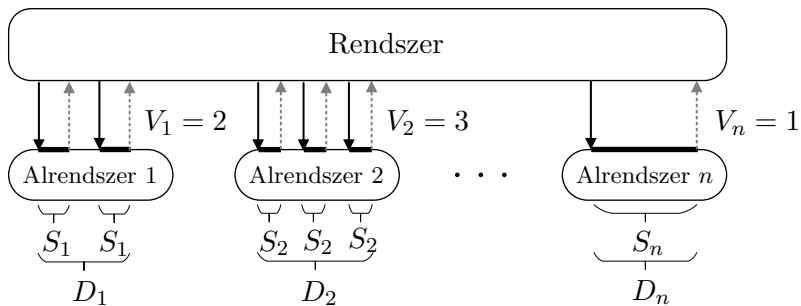 Rendszer
V₁ = 2 V₂ = 3 Vₙ = 1
Alrendszer 1 Alrendszer 2 · · · Alrendszer n
S₁ S₁ S₂ S₂ S₂ Sₙ
D₁ D₂ Dₙ